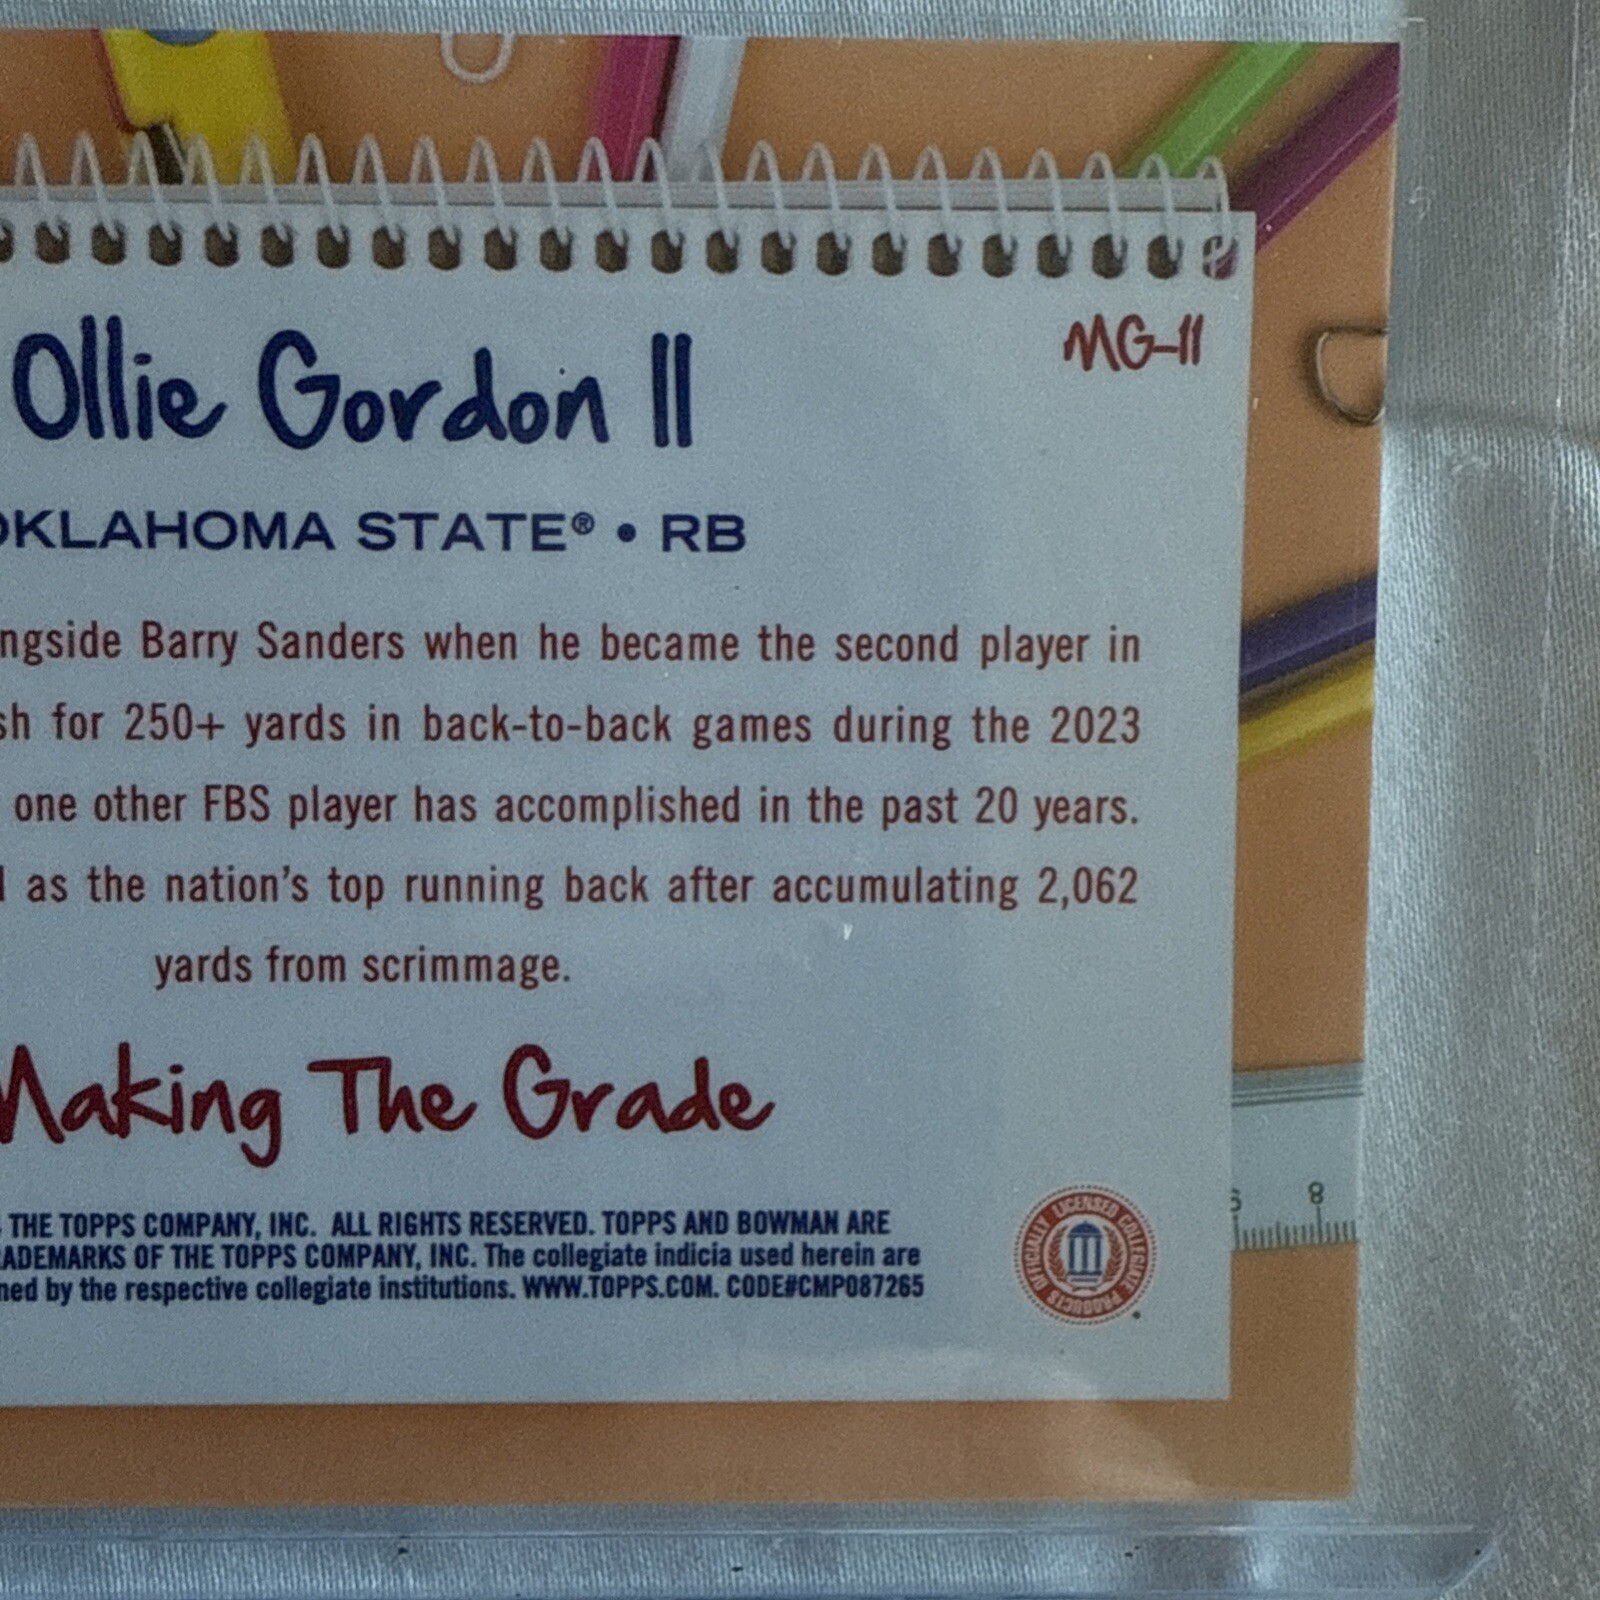 MG-11
Ollie Gordon II
OKLAHOMA STATE® • RB
Barry Sanders when he became the second player in
for 250+ yards in back-to-back games during the 2023
one other FBS player has accomplished in the past 20 years.
as the nation's top running back after accumulating 2,062
yards from scrimmage.
Making The Grade
THE TOPPS COMPANY, INC. ALL RIGHTS RESERVED. TOPPS AND BOWMAN ARE
OF THE TOPPS COMPANY, INC. The collegiate indicia used herein are
by the respective collegiate institutions. WWW.TOPPS.COM. CODE#CMP087265
OFFICIALLY LICENSED COLLEGIATE PRODUCTS
8